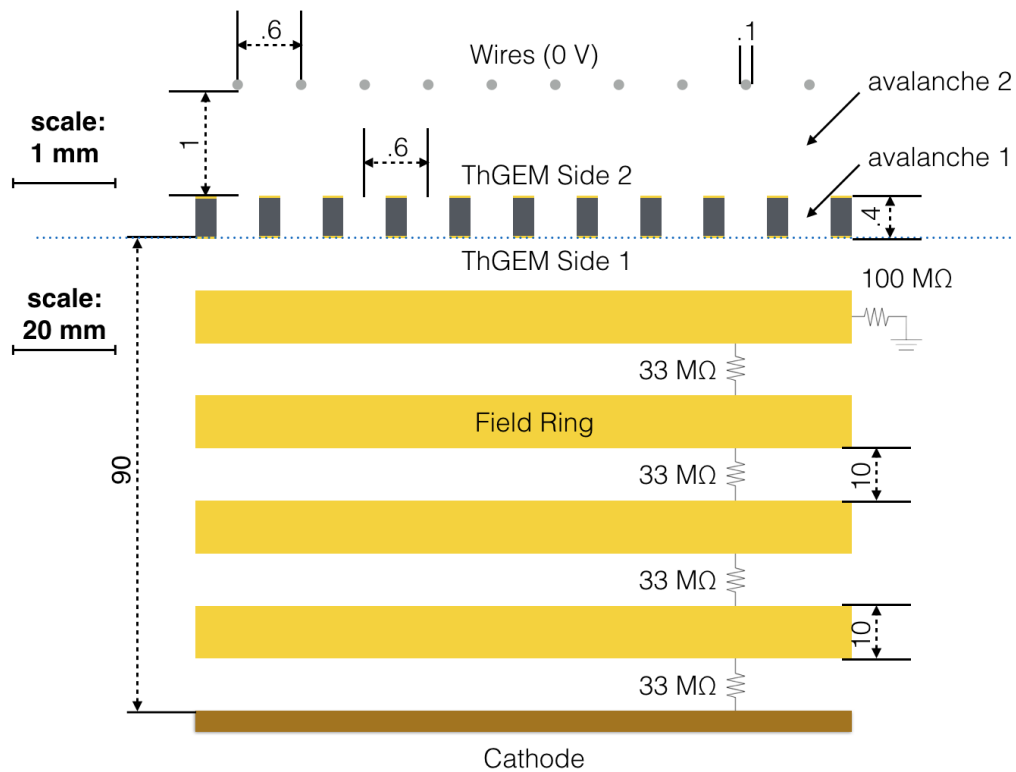 .6
.1
Wires (0 V)
avalanche 2
scale:
1 mm
1
.6
avalanche 1
ThGEM Side 2
.4
ThGEM Side 1
100 MΩ
scale:
20 mm
33 MΩ
Field Ring
90
33 MΩ
10
33 MΩ
10
33 MΩ
Cathode